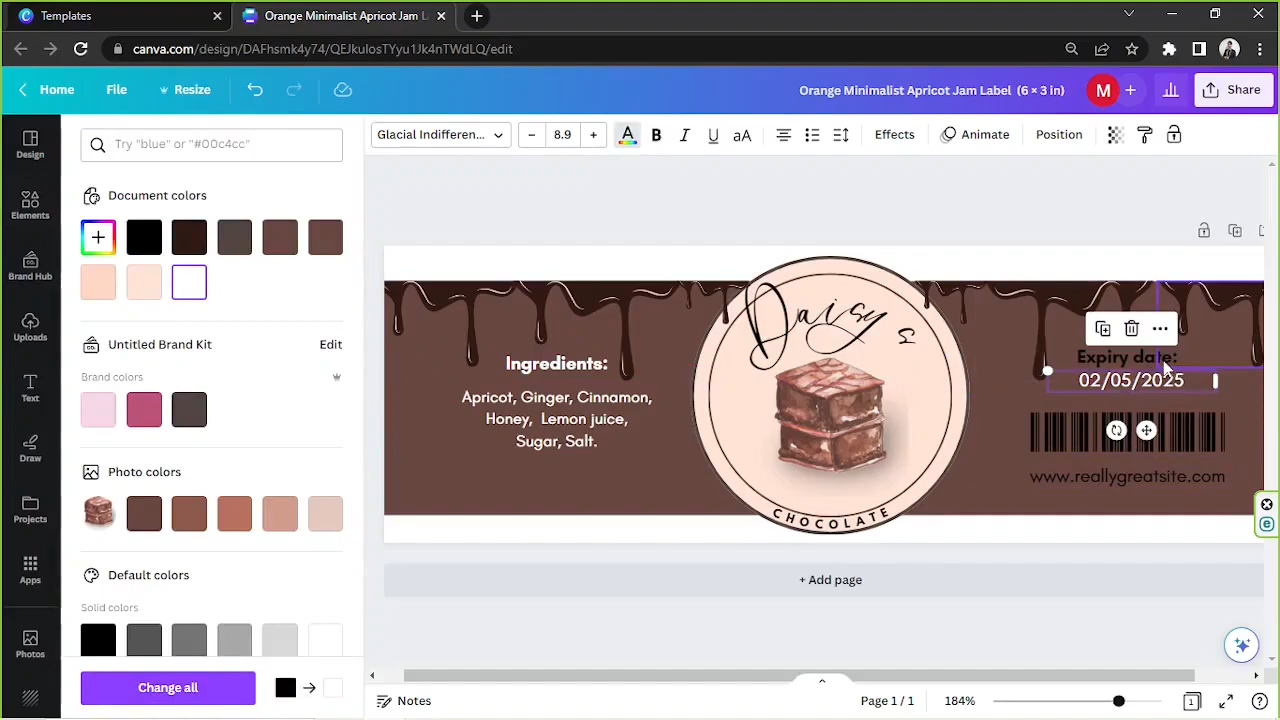 Templates
Orange Minimalist Apricot Jam L
canva.com/design/DAFhsmk4y74/QEJkuIosTYyu1Jk4nTWdLQ/edit
Home
File
Resize
Orange Minimalist Apricot Jam Label (6 × 3 in)
M
Share
Design
Elements
Brand Hub
Uploads
Text
Draw
Projects
Apps
Photos
Try "blue" or "#00c4cc"
Document colors
Untitled Brand Kit
Edit
Brand colors
Photo colors
Default colors
Solid colors
Change all
Glacial Indifferen...
8.9
A
B
I
U
aA
Effects
Animate
Position
Ingredients:
Apricot, Ginger, Cinnamon,
Honey, Lemon juice,
Sugar, Salt.
Daisy s
CHOCOLATE
Expiry date:
02/05/2025
www.reallygreatsite.com
+ Add page
Notes
Page 1 / 1
184%
1